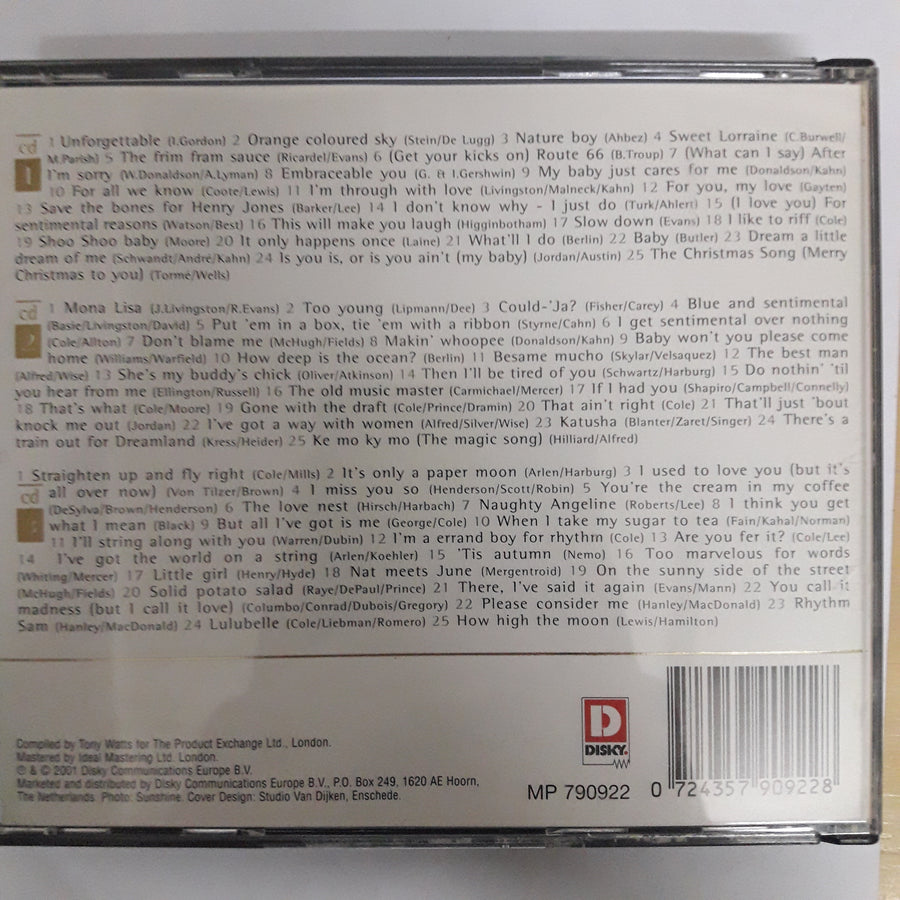 1 Unforgettable (I.Gordon) 2 Orange coloured sky (Stein/De Lugg) 3 Nature boy (Ahbez) 4 Sweet Lorraine (C.Burwell/
cd
M.Parish) 5 The frim fram sauce (Ricardel/Evans) 6 (Get your kicks on) Route 66 (B.Troup) 7 (What can I say) After
1
I'm sorry (W.Donaldson/A.Lyman) 8 Embraceable you (G. & I.Gershwin) 9 My baby just cares for me (Donaldson/Kahn)
10 For all we know (Coote/Lewis) 11 I'm through with love (Livingston/Malneck/Kahn) 12 For you, my love (Gayten)
13 Save the bones for Henry Jones (Barker/Lee) 14 I don't know why - I just do (Turk/Ahlert) 15 (I love you) For
sentimental reasons (Watson/Best) 16 This will make you laugh (Higginbotham) 17 Slow down (Evans) 18 I like to riff (Cole)
19 Shoo Shoo baby (Moore) 20 It only happens once (Laine) 21 What'll I do (Berlin) 22 Baby (Butler) 23 Dream a little
dream of me (Schwandt/André/Kahn) 24 Is you is, or is you ain't (my baby) (Jordan/Austin) 25 The Christmas Song (Merry
Christmas to you) (Tormé/Wells)
1 Mona Lisa (J.Livingston/R.Evans) 2 Too young (Lipmann/Dee) 3 Could-'Ja? (Fisher/Carey) 4 Blue and sentimental
cd
(Basie/Livingston/David) 5 Put 'em in a box, tie 'em with a ribbon (Styrne/Cahn) 6 I get sentimental over nothing
2
(Cole/Allton) 7 Don't blame me (McHugh/Fields) 8 Makin' whoopee (Donaldson/Kahn) 9 Baby won't you please come
home (Williams/Warfield) 10 How deep is the ocean? (Berlin) 11 Besame mucho (Skylar/Velsaquez) 12 The best man
(Alfred/Wise) 13 She's my buddy's chick (Oliver/Atkinson) 14 Then I'll be tired of you (Schwartz/Harburg) 15 Do nothin' 'til
you hear from me (Ellington/Russell) 16 The old music master (Carmichael/Mercer) 17 If I had you (Shapiro/Campbell/Connelly)
18 That's what (Cole/Moore) 19 Gone with the draft (Cole/Prince/Dramin) 20 That ain't right (Cole) 21 That'll just 'bout
knock me out (Jordan) 22 I've got a way with women (Alfred/Silver/Wise) 23 Katusha (Blanter/Zaret/Singer) 24 There's a
train out for Dreamland (Kress/Heider) 25 Ke mo ky mo (The magic song) (Hilliard/Alfred)
1 Straighten up and fly right (Cole/Mills) 2 It's only a paper moon (Arlen/Harburg) 3 I used to love you (but it's
cd
all over now) (Von Tilzer/Brown) 4 I miss you so (Henderson/Scott/Robin) 5 You're the cream in my coffee
(DeSylva/Brown/Henderson) 6 The love nest (Hirsch/Harbach) 7 Naughty Angeline (Roberts/Lee) 8 I think you get
3
what I mean (Black) 9 But all I've got is me (George/Cole) 10 When I take my sugar to tea (Fain/Kahal/Norman)
11 I'll string along with you (Warren/Dubin) 12 I'm a errond boy for rhythm (Cole) 13 Are you fer it? (Cole/Lee)
14 I've got the world on a string (Arlen/Koehler) 15 'Tis autumn (Nemo) 16 Too marvelous for words
(Whiting/Mercer) 17 Little girl (Henry/Hyde) 18 Nat meets June (Mergentroid) 19 On the sunny side of the street
(McHugh/Fields) 20 Solid potato salad (Raye/DePaul/Prince) 21 There, I've said it again (Evans/Mann) 22 You call it
madness (but I call it love) (Columbo/Conrad/Dubois/Gregory) 22 Please consider me (Hanley/MacDonald) 23 Rhythm
Sam (Hanley/MacDonald) 24 Lulubelle (Cole/Liebman/Romero) 25 How high the moon (Lewis/Hamilton)
D
DISKY.
Compiled by Tony Watts for The Product Exchange Ltd., London.
Mastered by Ideal Mastering Ltd. London.
℗ & © 2001 Disky Communications Europe B.V.
Marketed and distributed by Disky Communications Europe B.V., P.O. Box 249, 1620 AE Hoorn,
The Netherlands. Photo: Sunshine. Cover Design: Studio Van Dijken, Enschede.
MP 790922
0 724357 909228